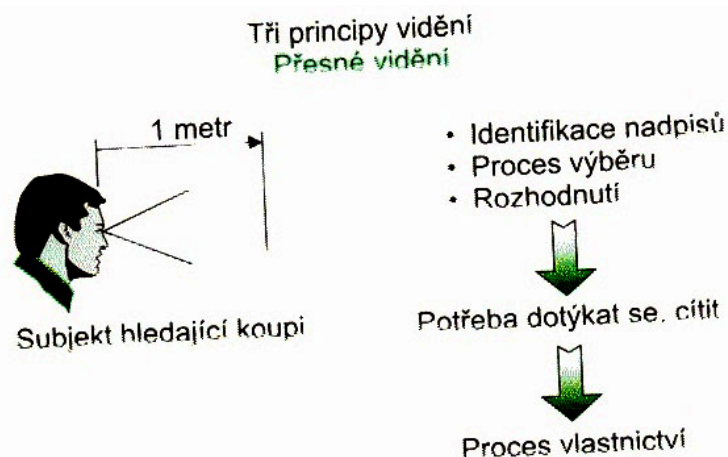 Tři principy vidění
Přesné vidění
1 metr
Subjekt hledající koupi
• Identifikace nadpisů
• Proces výběru
• Rozhodnutí
Potřeba dotýkat se, cítit
Proces vlastnictví